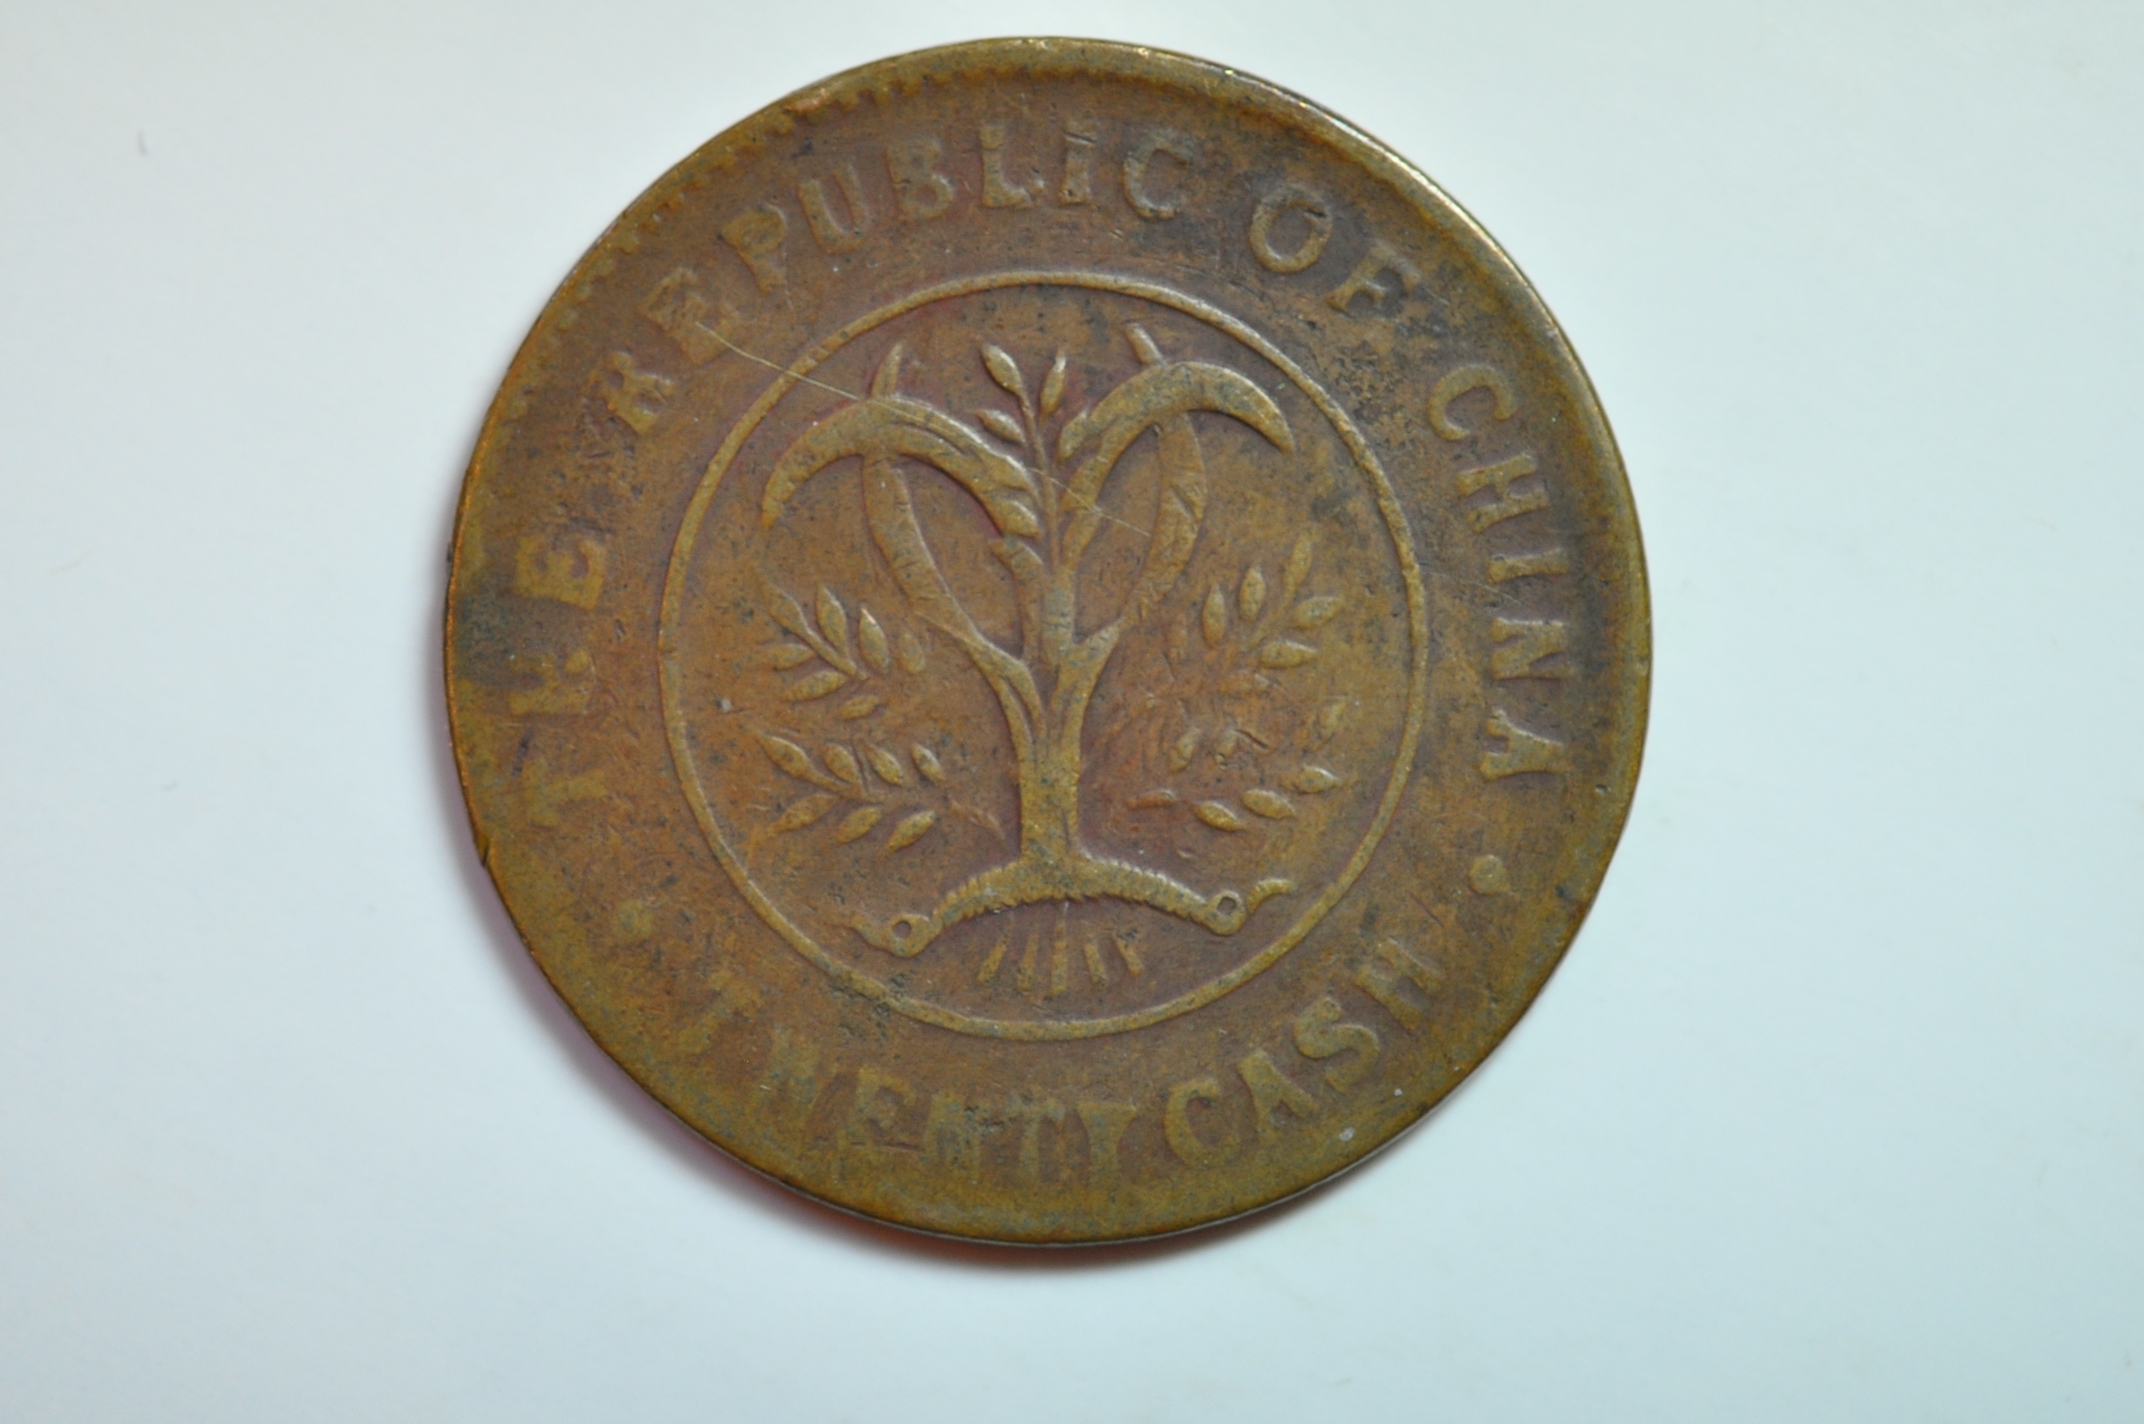 THE REPUBLIC OF CHINA
TWENTY CASH